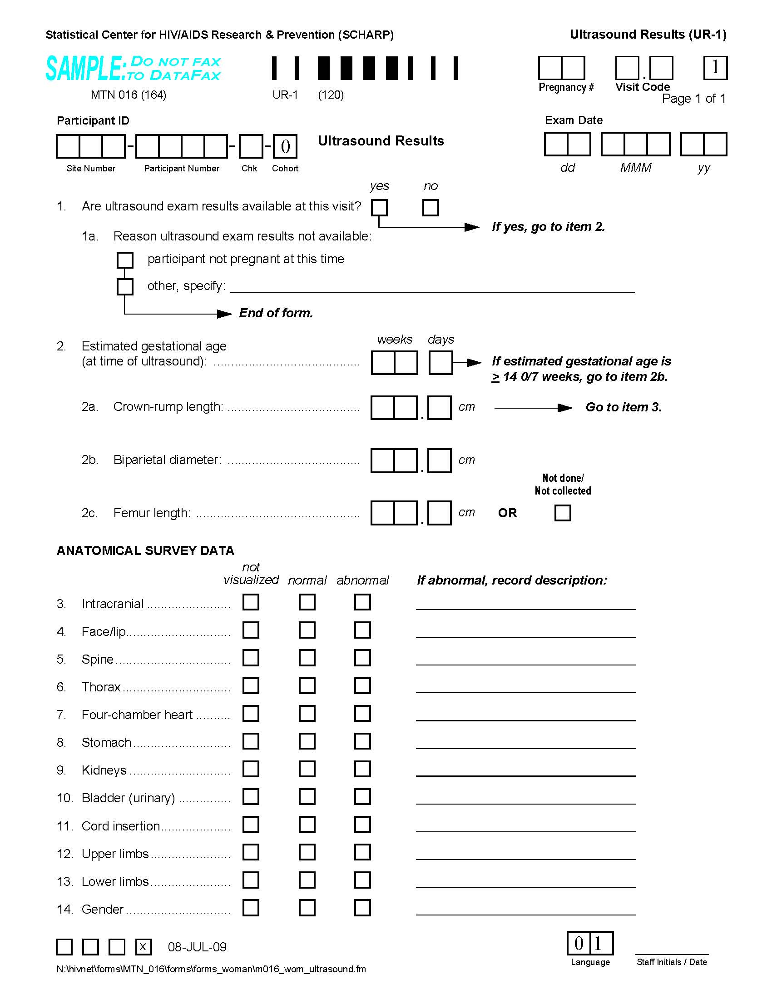 Statistical Center for HIV/AIDS Research & Prevention (SCHARP) Ultrasound Results (UR-1)
SAMPLE: DO NOT FAX TO DATAFAX
1
Pregnancy # Visit Code
MTN 016 (164) UR-1 (120) Page 1 of 1
Participant ID Exam Date
- - - 0 Ultrasound Results
Site Number Participant Number Chk Cohort dd MMM yy
yes no
1. Are ultrasound exam results available at this visit?
If yes, go to item 2.
1a. Reason ultrasound exam results not available:
participant not pregnant at this time
other, specify:
End of form.
weeks days
2. Estimated gestational age
(at time of ultrasound): ..........................................
If estimated gestational age is
≥ 14 0/7 weeks, go to item 2b.
2a. Crown-rump length: ...................................... . cm Go to item 3.
2b. Biparietal diameter: ...................................... . cm
Not done/
Not collected
2c. Femur length: ............................................... . cm OR
ANATOMICAL SURVEY DATA
not
visualized normal abnormal If abnormal, record description:
3. Intracranial ........................
4. Face/lip..............................
5. Spine.................................
6. Thorax...............................
7. Four-chamber heart ..........
8. Stomach............................
9. Kidneys .............................
10. Bladder (urinary) ...............
11. Cord insertion....................
12. Upper limbs.......................
13. Lower limbs.......................
14. Gender..............................
x 08-JUL-09 0 1
Language Staff Initials / Date
N:\hivnet\forms\MTN_016\forms\forms_woman\m016_wom_ultrasound.fm